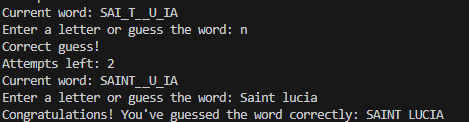 Current word: SAI_T__U_IA
Enter a letter or guess the word: n
Correct guess!
Attempts left: 2
Current word: SAINT__U_IA
Enter a letter or guess the word: Saint lucia
Congratulations! You've guessed the word correctly: SAINT LUCIA